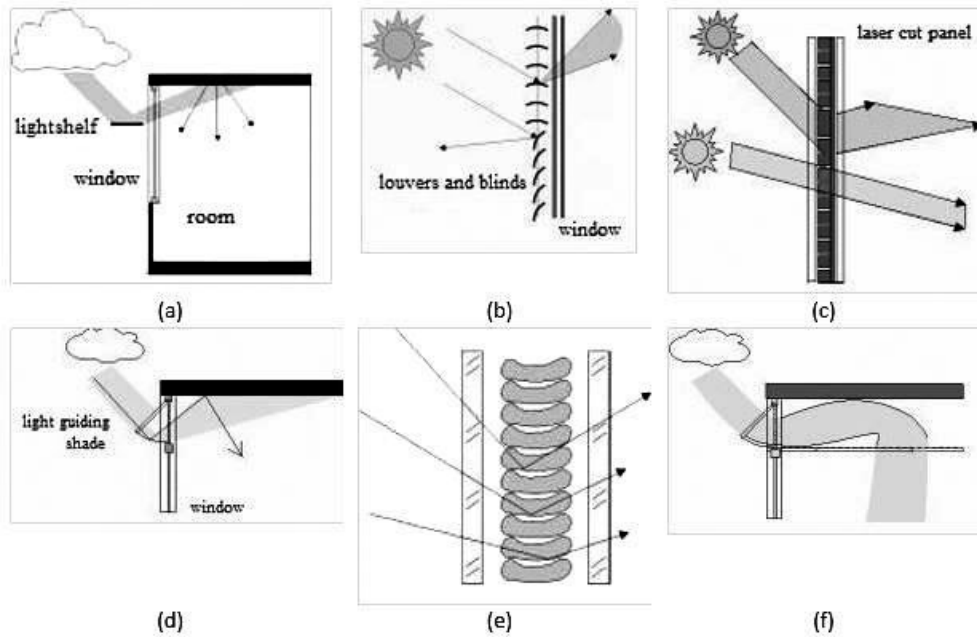 lightshelf
window
room
(a)
louvers and blinds
window
(b)
laser cut panel
(c)
light guiding
shade
window
(d)
(e)
(f)